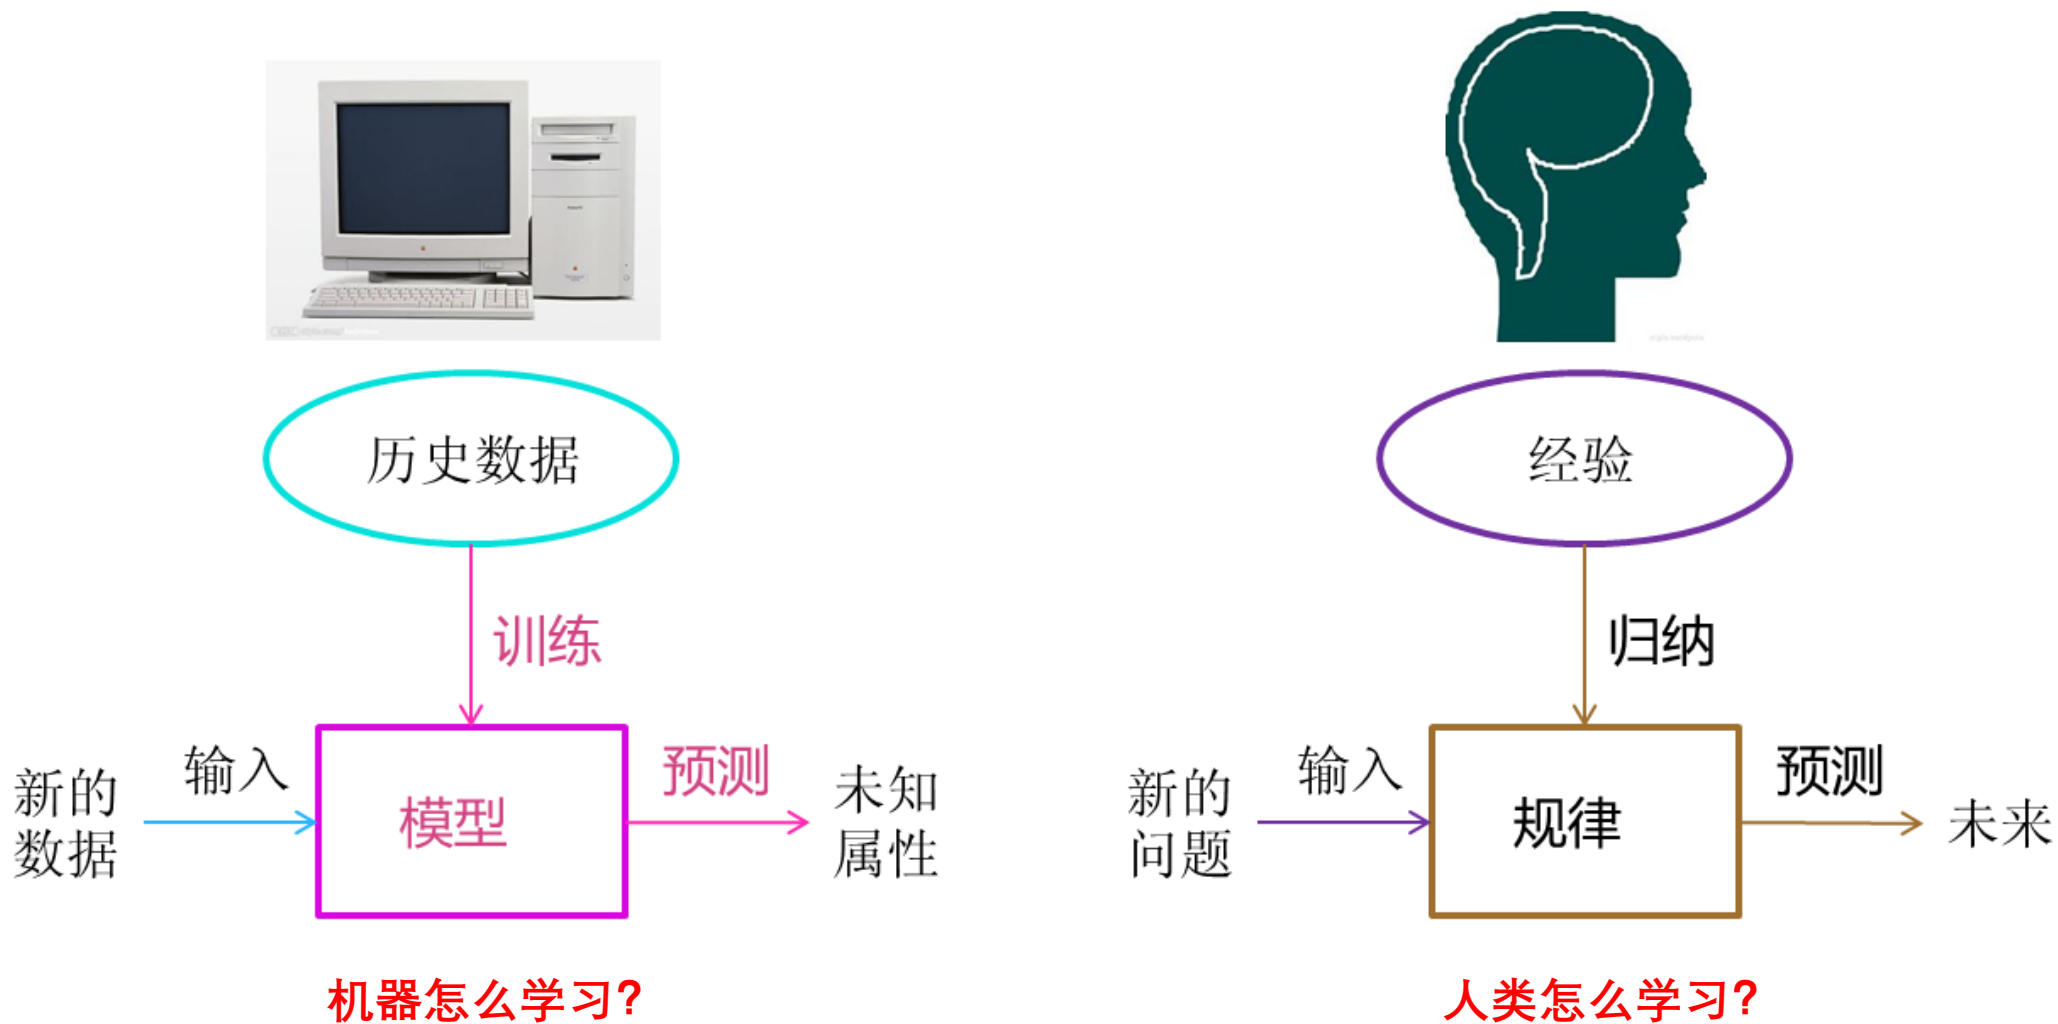 历史数据
训练
新的
数据
输入
模型
预测
未知
属性
机器怎么学习?
经验
归纳
新的
问题
输入
规律
预测
未来
人类怎么学习?